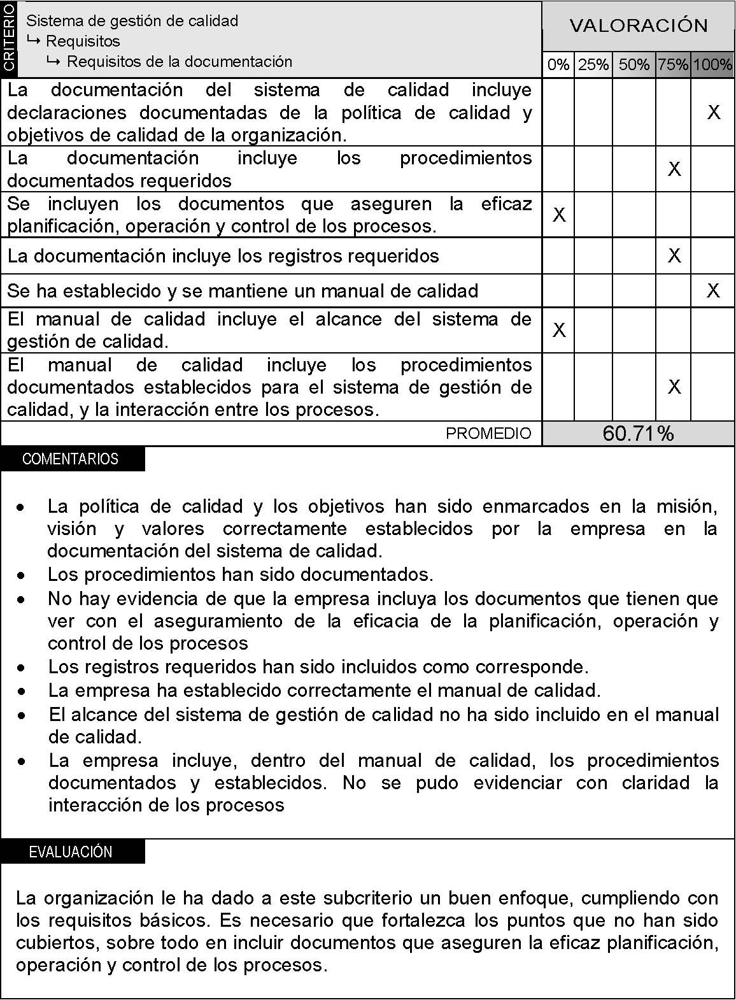 CRITERIO
Sistema de gestión de calidad
↳ Requisitos
↳ Requisitos de la documentación
VALORACIÓN
0% 25% 50% 75% 100%
La documentación del sistema de calidad incluye
declaraciones documentadas de la política de calidad y
objetivos de calidad de la organización.
X
La documentación incluye los procedimientos
documentados requeridos
X
Se incluyen los documentos que aseguren la eficaz
planificación, operación y control de los procesos.
X
La documentación incluye los registros requeridos X
Se ha establecido y se mantiene un manual de calidad X
El manual de calidad incluye el alcance del sistema de
gestión de calidad.
X
El manual de calidad incluye los procedimientos
documentados establecidos para el sistema de gestión de
calidad, y la interacción entre los procesos.
X
PROMEDIO 60.71%
COMENTARIOS
• La política de calidad y los objetivos han sido enmarcados en la misión,
visión y valores correctamente establecidos por la empresa en la
documentación del sistema de calidad.
• Los procedimientos han sido documentados.
• No hay evidencia de que la empresa incluya los documentos que tienen que
ver con el aseguramiento de la eficacia de la planificación, operación y
control de los procesos
• Los registros requeridos han sido incluidos como corresponde.
• La empresa ha establecido correctamente el manual de calidad.
• El alcance del sistema de gestión de calidad no ha sido incluido en el manual
de calidad.
• La empresa incluye, dentro del manual de calidad, los procedimientos
documentados y establecidos. No se pudo evidenciar con claridad la
interacción de los procesos
EVALUACIÓN
La organización le ha dado a este subcriterio un buen enfoque, cumpliendo con
los requisitos básicos. Es necesario que fortalezca los puntos que no han sido
cubiertos, sobre todo en incluir documentos que aseguren la eficaz planificación,
operación y control de los procesos.